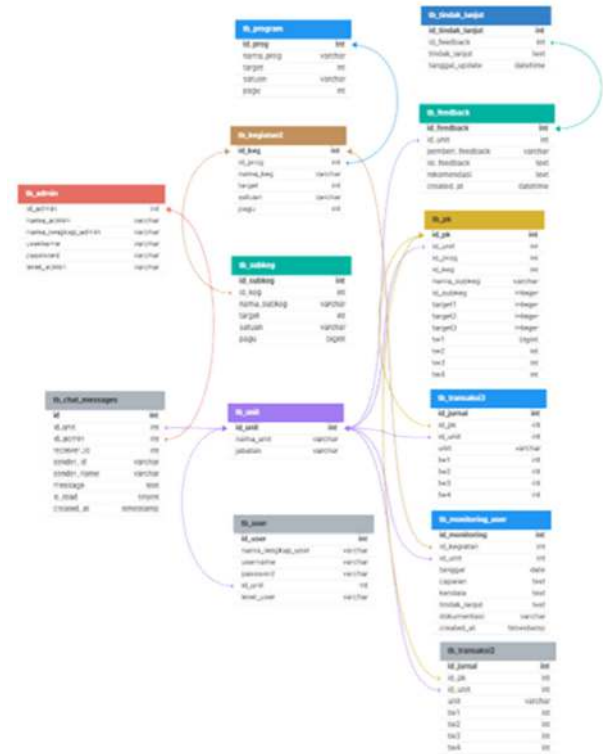 tb_program
id_prog int
nama_prog varchar
target int
satuan varchar
pagu int
tb_tindak_lanjut
id_tindak_lanjut int
id_feedback int
tindak_lanjut text
tanggal_update datetime
tb_feedback
id_feedback int
id_unit int
pemberi_feedback varchar
isi_feedback text
rekomendasi text
created_at datetime
tb_kegiatan2
id_keg int
id_prog int
nama_keg varchar
target int
satuan varchar
pagu int
tb_admin
id_admin int
nama_admin varchar
nama_lengkap_admin varchar
username varchar
password varchar
level_admin varchar
tb_pk
id_pk int
id_unit int
id_prog int
id_keg int
nama_subkeg varchar
id_subkeg integer
target1 integer
target2 integer
target3 integer
tw1 bigint
tw2 int
tw3 int
tw4 int
tb_subkeg
id_subkeg int
id_keg int
nama_subkeg varchar
target int
satuan varchar
pagu bigint
tb_chat_messages
id int
id_unit int
id_admin int
receiver_id int
sender_id varchar
sender_name varchar
message text
is_read tinyint
created_at timestamp
tb_unit
id_unit int
nama_unit varchar
jabatan varchar
tb_transaksi3
id_jurnal int
id_pk int
id_unit int
unit varchar
tw1 int
tw2 int
tw3 int
tw4 int
tb_user
id_user int
nama_lengkap_user varchar
username varchar
password varchar
id_unit int
level_user varchar
tb_monitoring_user
id_monitoring int
id_kegiatan int
id_unit int
tanggal date
capaian text
kendala text
tindak_lanjut text
dokumentasi varchar
created_at timestamp
tb_transaksi2
id_jurnal int
id_pk int
id_unit int
unit varchar
tw1 int
tw2 int
tw3 int
tw4 int